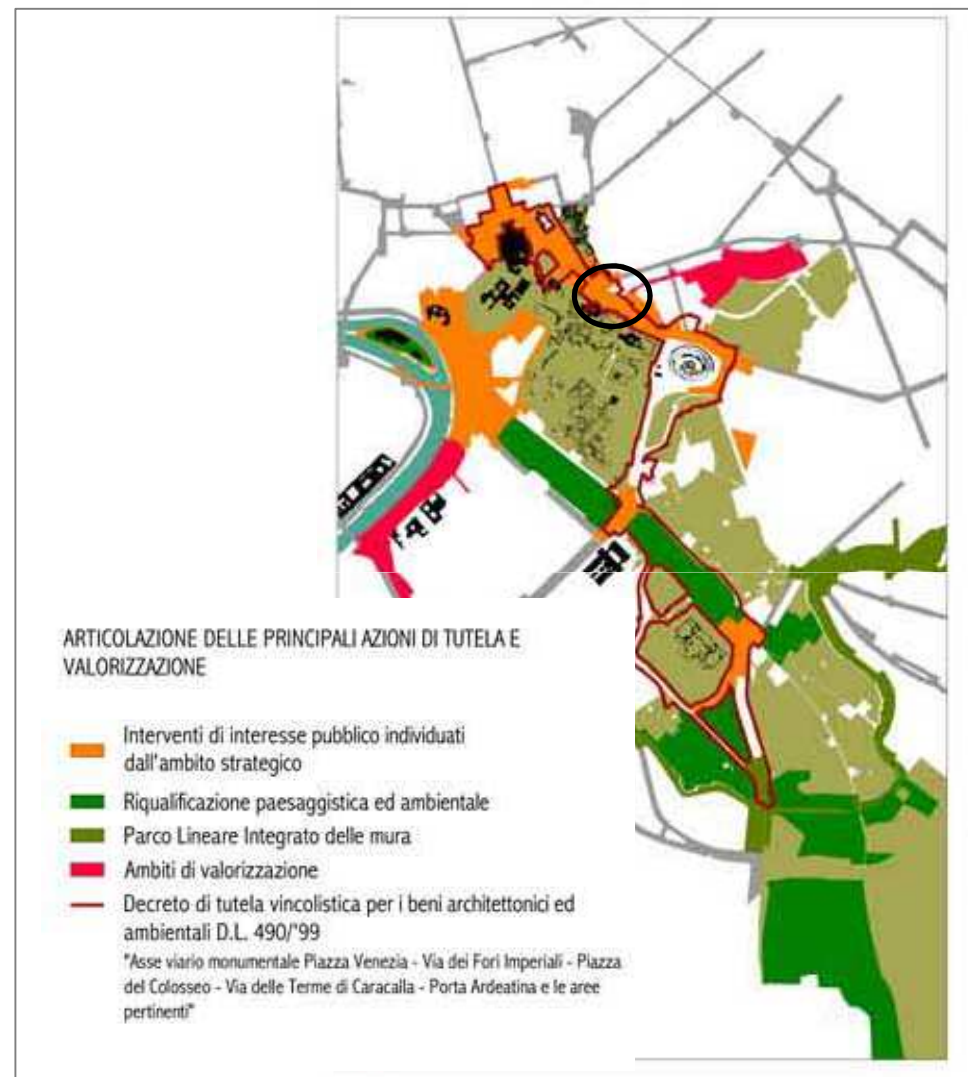 ARTICOLAZIONE DELLE PRINCIPALI AZIONI DI TUTELA E
VALORIZZAZIONE
Interventi di interesse pubblico individuati
dall'ambito strategico
Riqualificazione paesaggistica ed ambientale
Parco Lineare Integrato delle mura
Ambiti di valorizzazione
Decreto di tutela vincolistica per i beni architettonici ed
ambientali D.L. 490/'99
"Asse viario monumentale Piazza Venezia - Via dei Fori Imperiali - Piazza
del Colosseo - Via delle Terme di Caracalla - Porta Ardeatina e le aree
pertinenti"